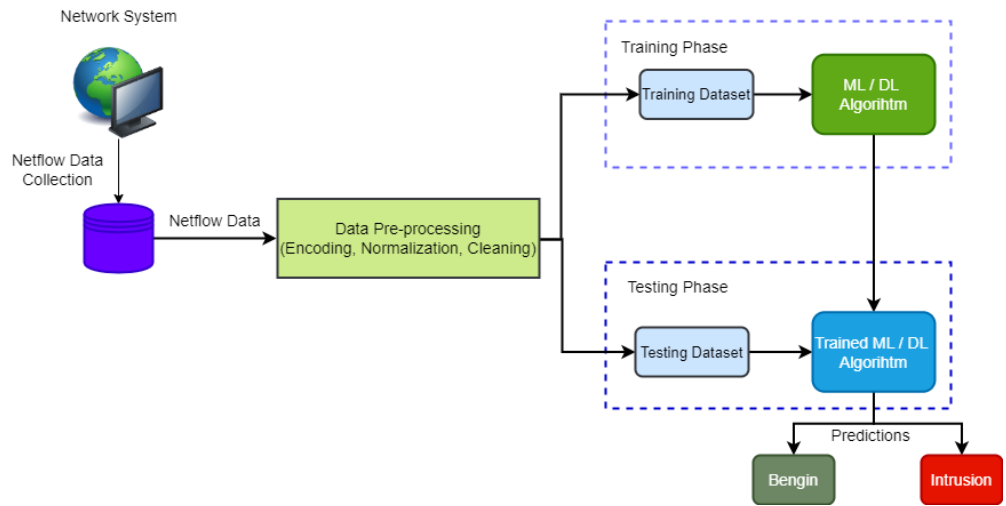 Network System
Netflow Data
Collection
Netflow Data
Data Pre-processing
(Encoding, Normalization, Cleaning)
Training Phase
Training Dataset
ML / DL
Algorihtm
Testing Phase
Testing Dataset
Trained ML / DL
Algorihtm
Predictions
Bengin
Intrusion